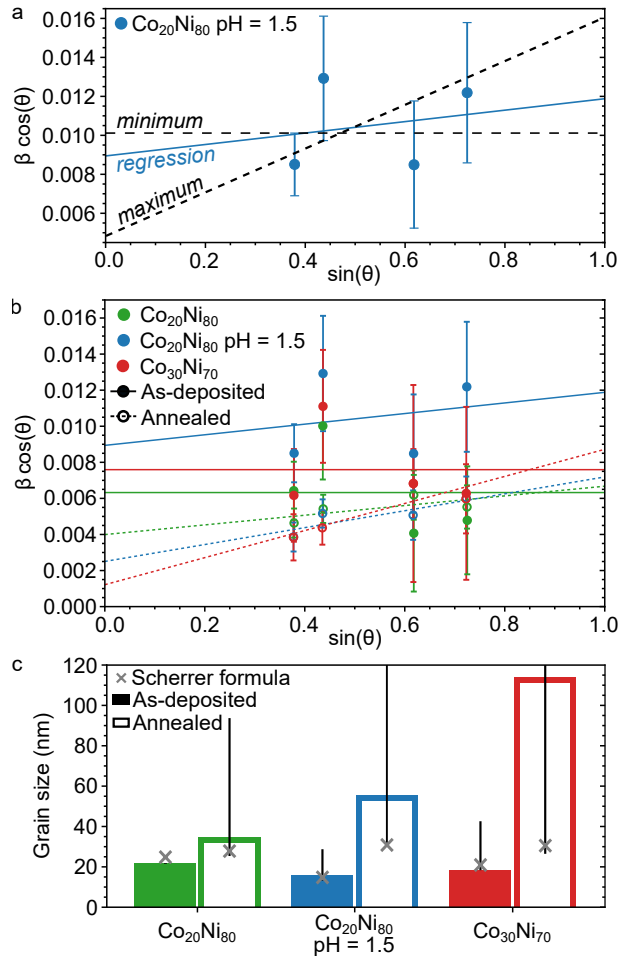 a
Co₂₀Ni₈₀ pH = 1.5
minimum
regression
maximum
β cos(θ)
0.016
0.014
0.012
0.010
0.008
0.006
0.0 0.2 0.4 0.6 0.8 1.0
sin(θ)
b
Co₂₀Ni₈₀
Co₂₀Ni₈₀ pH = 1.5
Co₃₀Ni₇₀
As-deposited
Annealed
β cos(θ)
0.016
0.014
0.012
0.010
0.008
0.006
0.004
0.002
0.000
0.0 0.2 0.4 0.6 0.8 1.0
sin(θ)
c
Scherrer formula
As-deposited
Annealed
Grain size (nm)
120
100
80
60
40
20
0
Co₂₀Ni₈₀ Co₂₀Ni₈₀ Co₃₀Ni₇₀
pH = 1.5